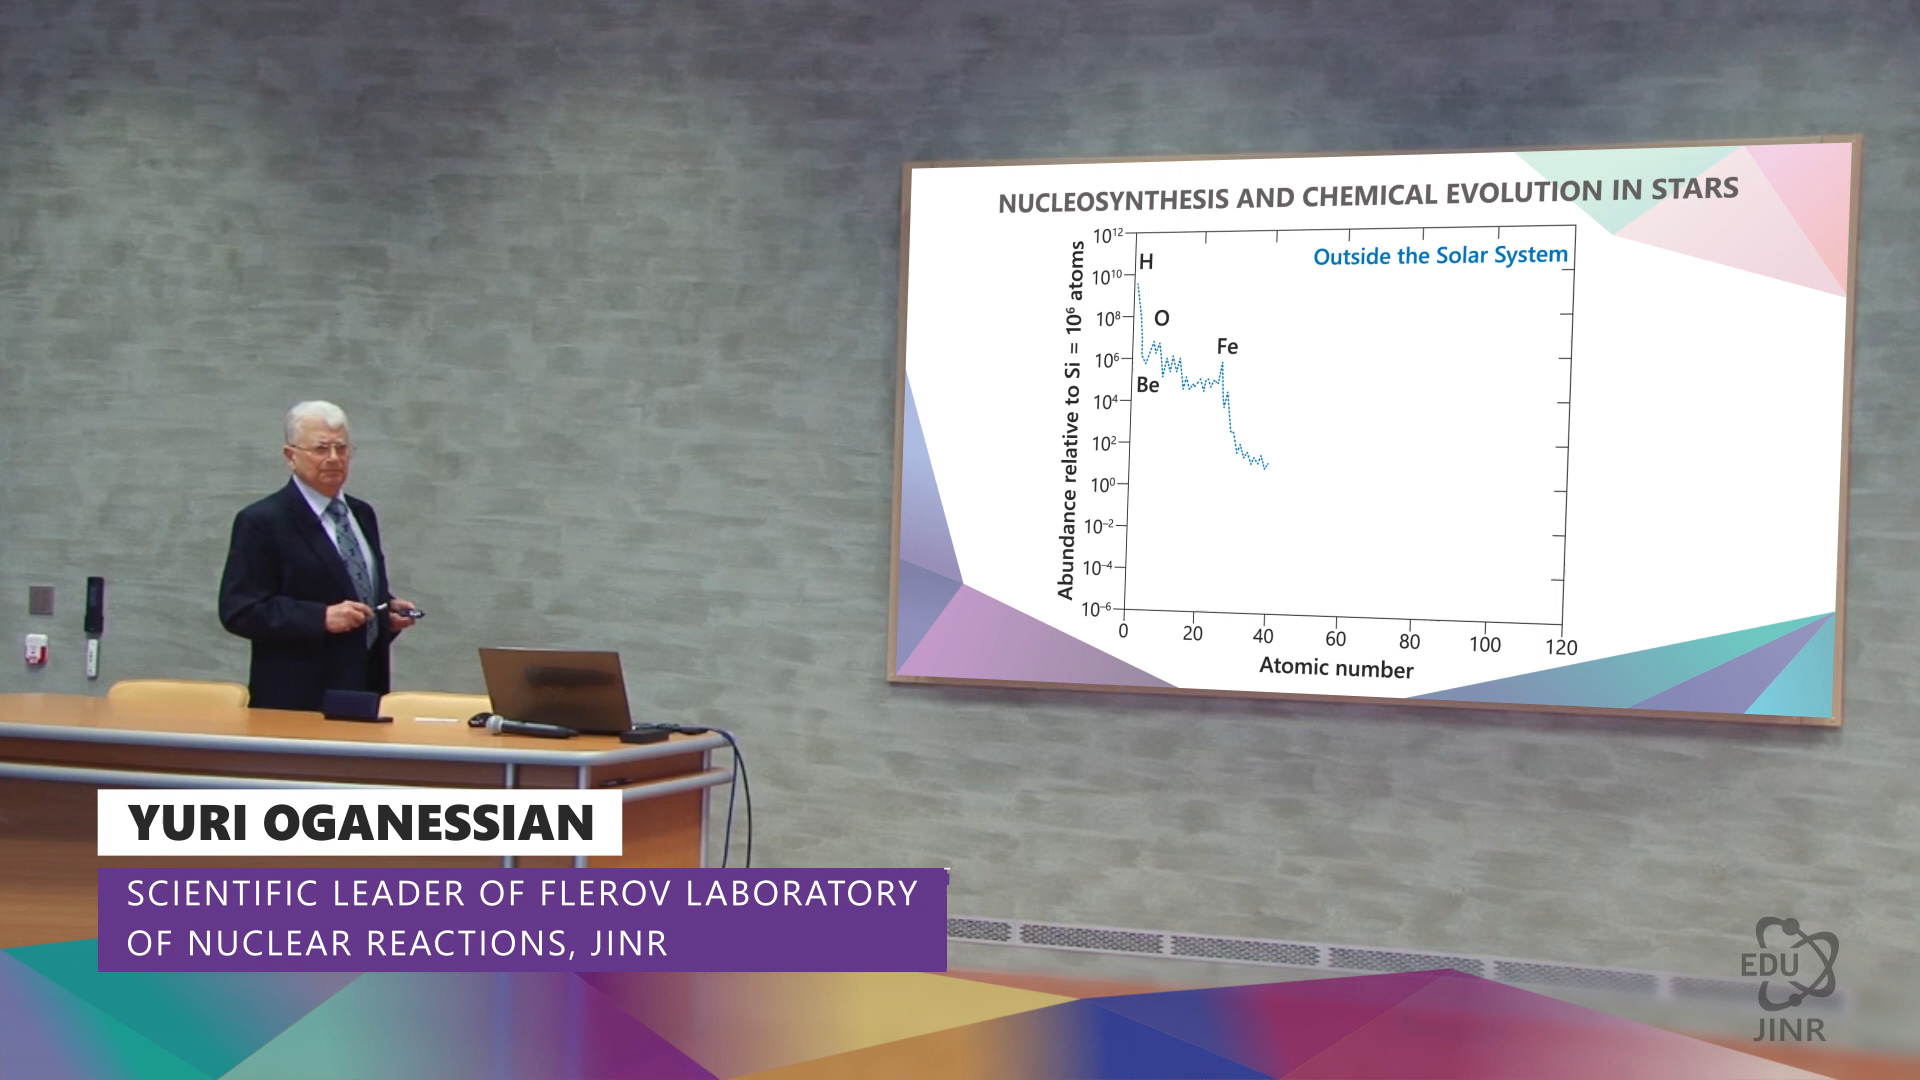 NUCLEOSYNTHESIS AND CHEMICAL EVOLUTION IN STARS
Outside the Solar System
Abundance relative to Si = 10⁶ atoms
10¹²
10¹⁰
10⁸
10⁶
10⁴
10²
10⁰
10⁻²
10⁻⁴
10⁻⁶
H
O
Fe
Be
0 20 40 60 80 100 120
Atomic number
YURI OGANESSIAN
SCIENTIFIC LEADER OF FLEROV LABORATORY
OF NUCLEAR REACTIONS, JINR
EDU
JINR